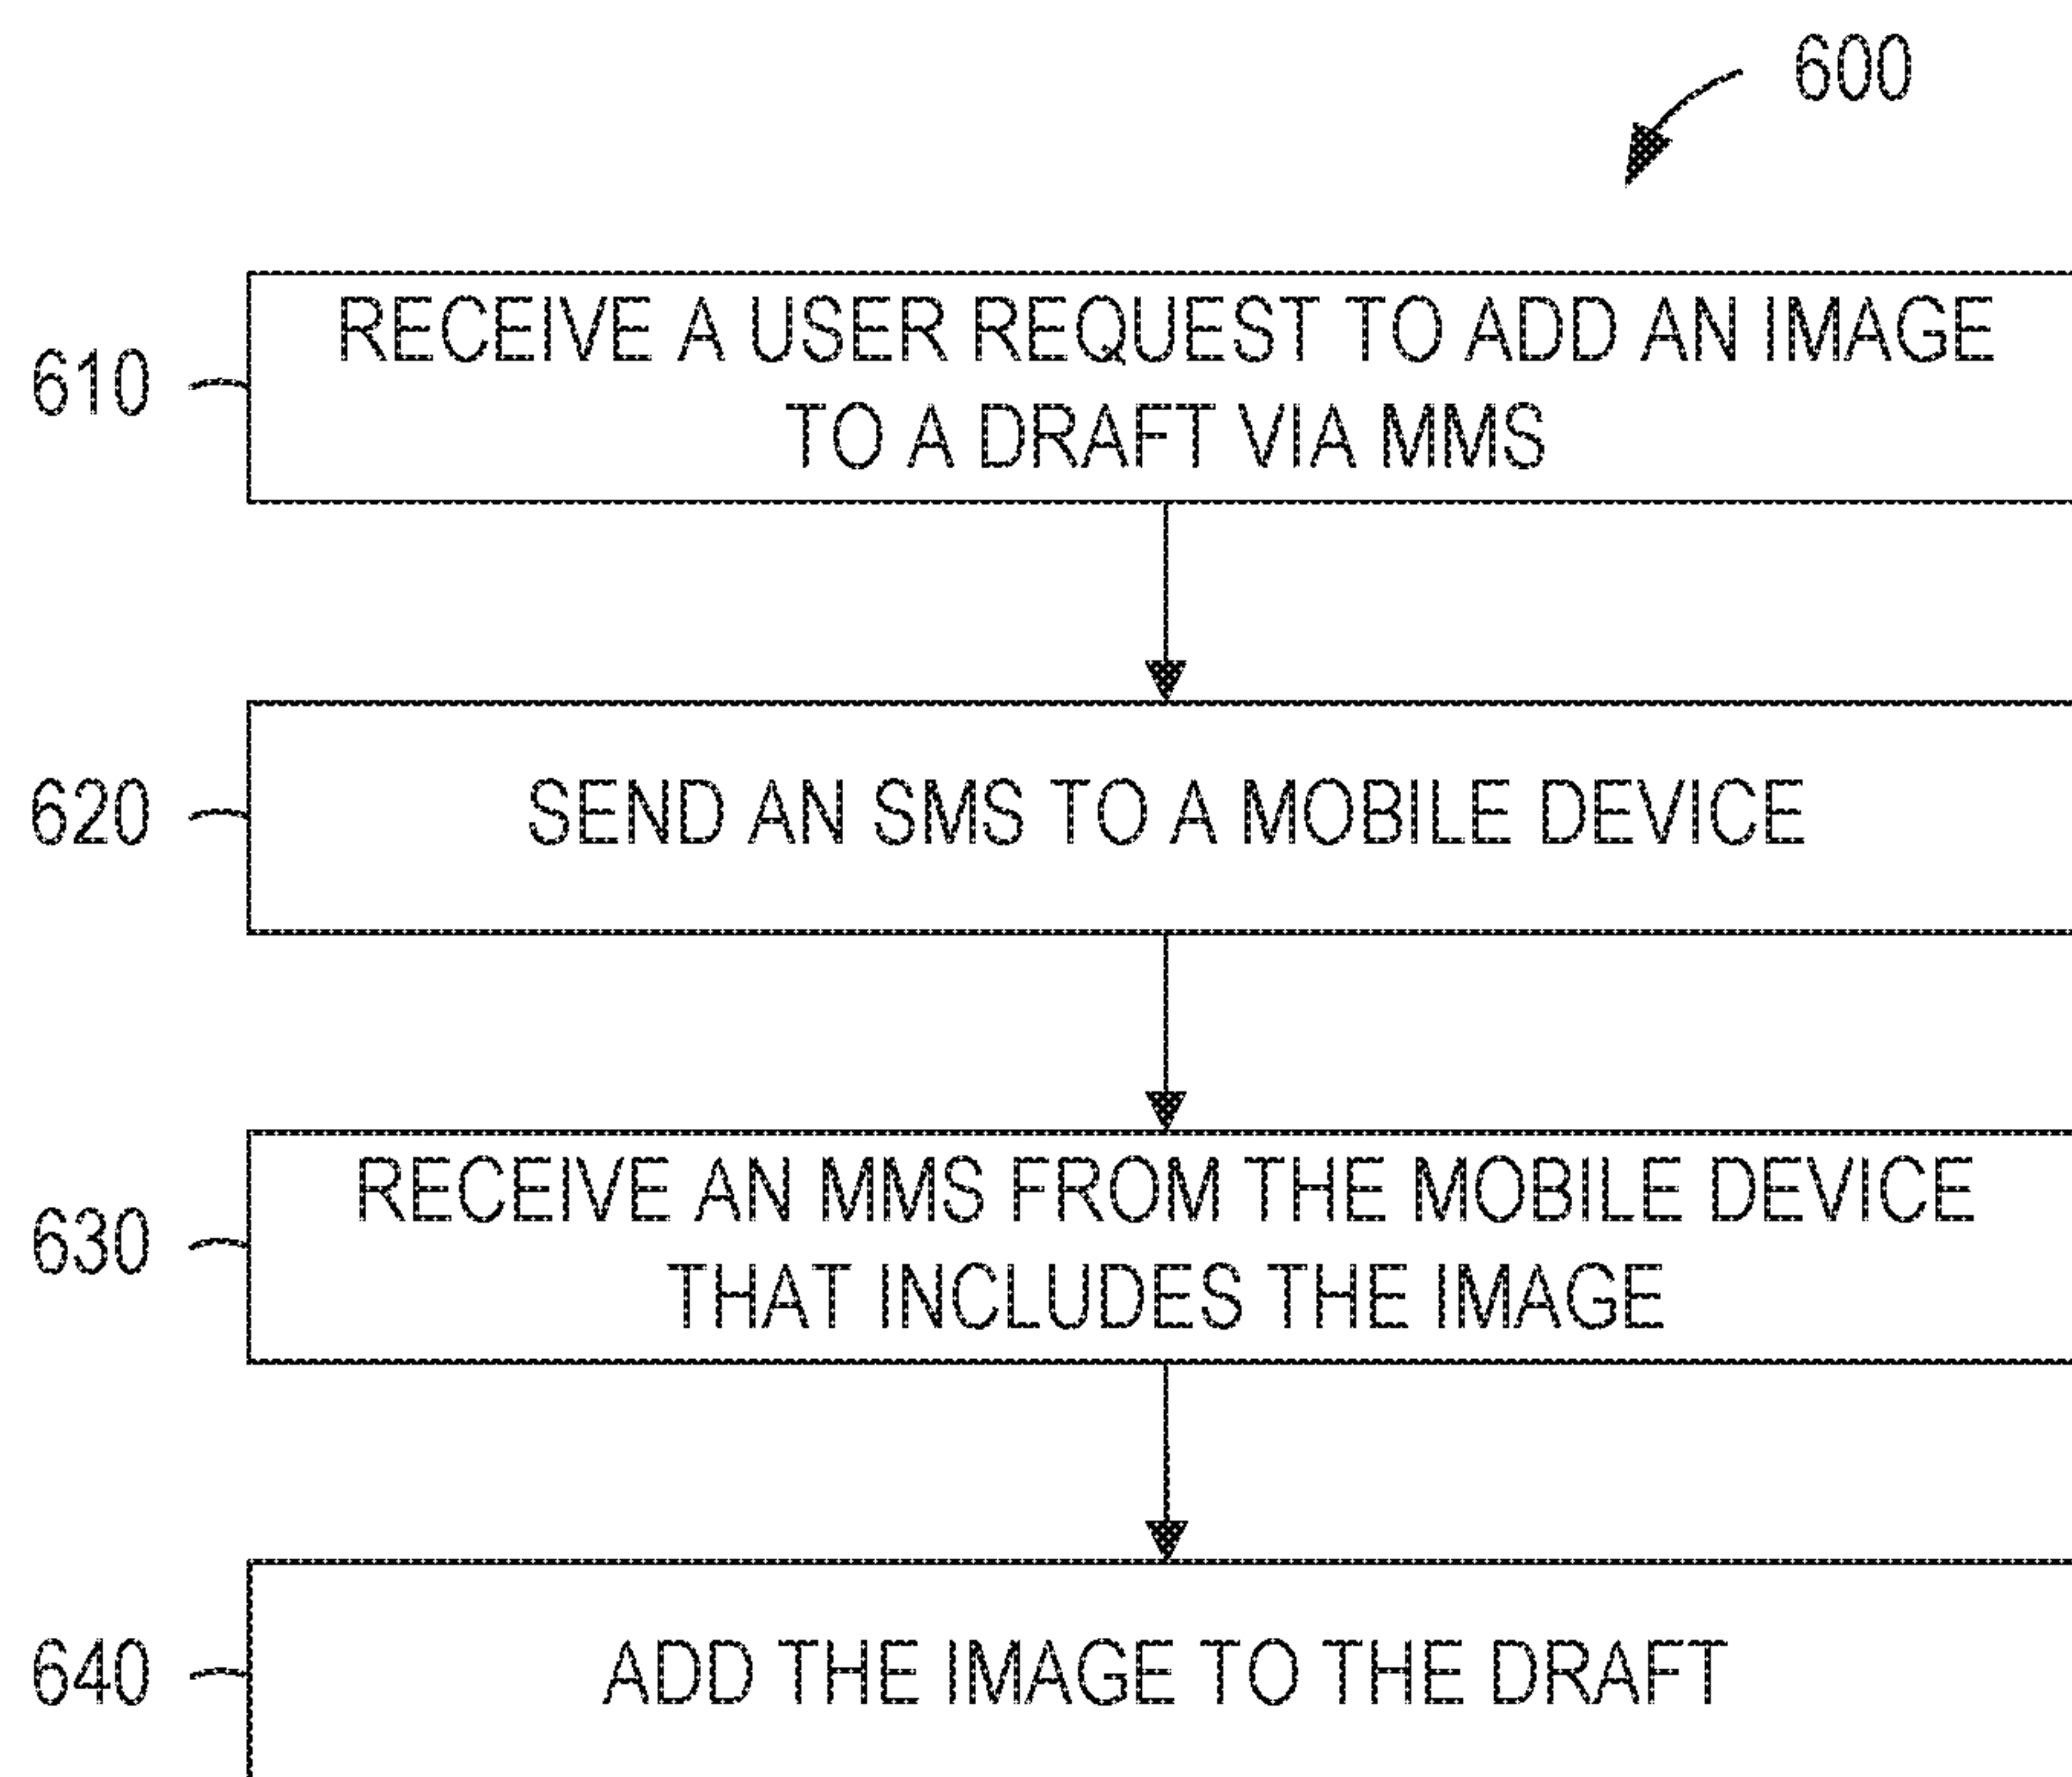 600
610
RECEIVE A USER REQUEST TO ADD AN IMAGE
TO A DRAFT VIA MMS
620
SEND AN SMS TO A MOBILE DEVICE
630
RECEIVE AN MMS FROM THE MOBILE DEVICE
THAT INCLUDES THE IMAGE
640
ADD THE IMAGE TO THE DRAFT